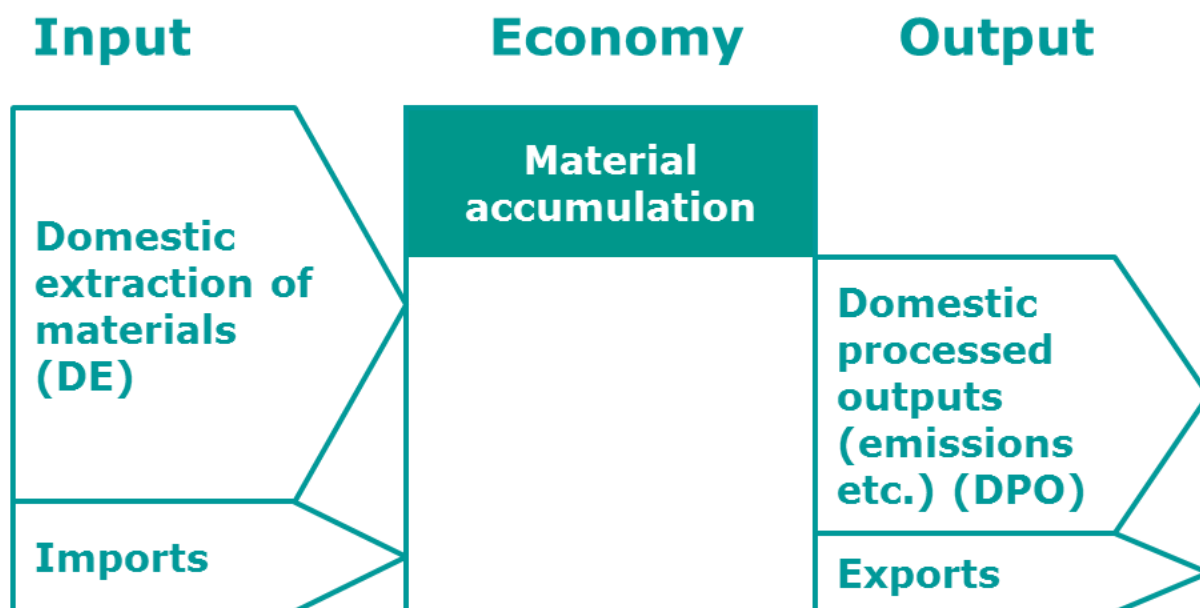 Input
Economy
Output
Material
accumulation
Domestic
extraction of
materials
(DE)
Domestic
processed
outputs
(emissions
etc.) (DPO)
Imports
Exports